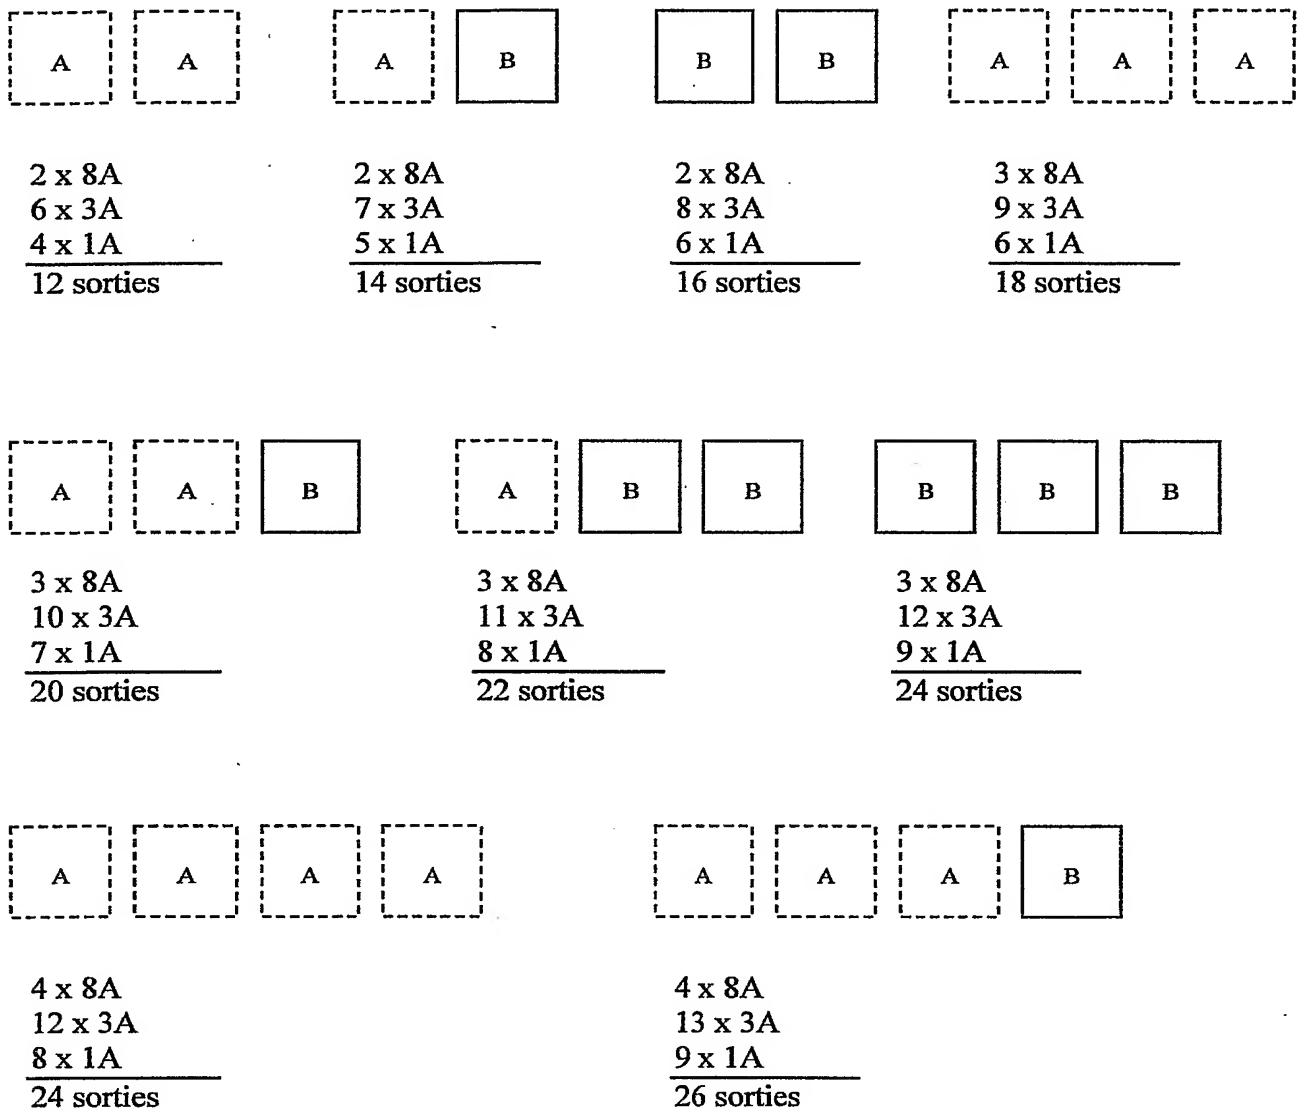 A A A B B B A A A
2 x 8A
6 x 3A
4 x 1A
12 sorties
2 x 8A
7 x 3A
5 x 1A
14 sorties
2 x 8A
8 x 3A
6 x 1A
16 sorties
3 x 8A
9 x 3A
6 x 1A
18 sorties
A A B A B B B B B
3 x 8A
10 x 3A
7 x 1A
20 sorties
3 x 8A
11 x 3A
8 x 1A
22 sorties
3 x 8A
12 x 3A
9 x 1A
24 sorties
A A A A A A A B
4 x 8A
12 x 3A
8 x 1A
24 sorties
4 x 8A
13 x 3A
9 x 1A
26 sorties